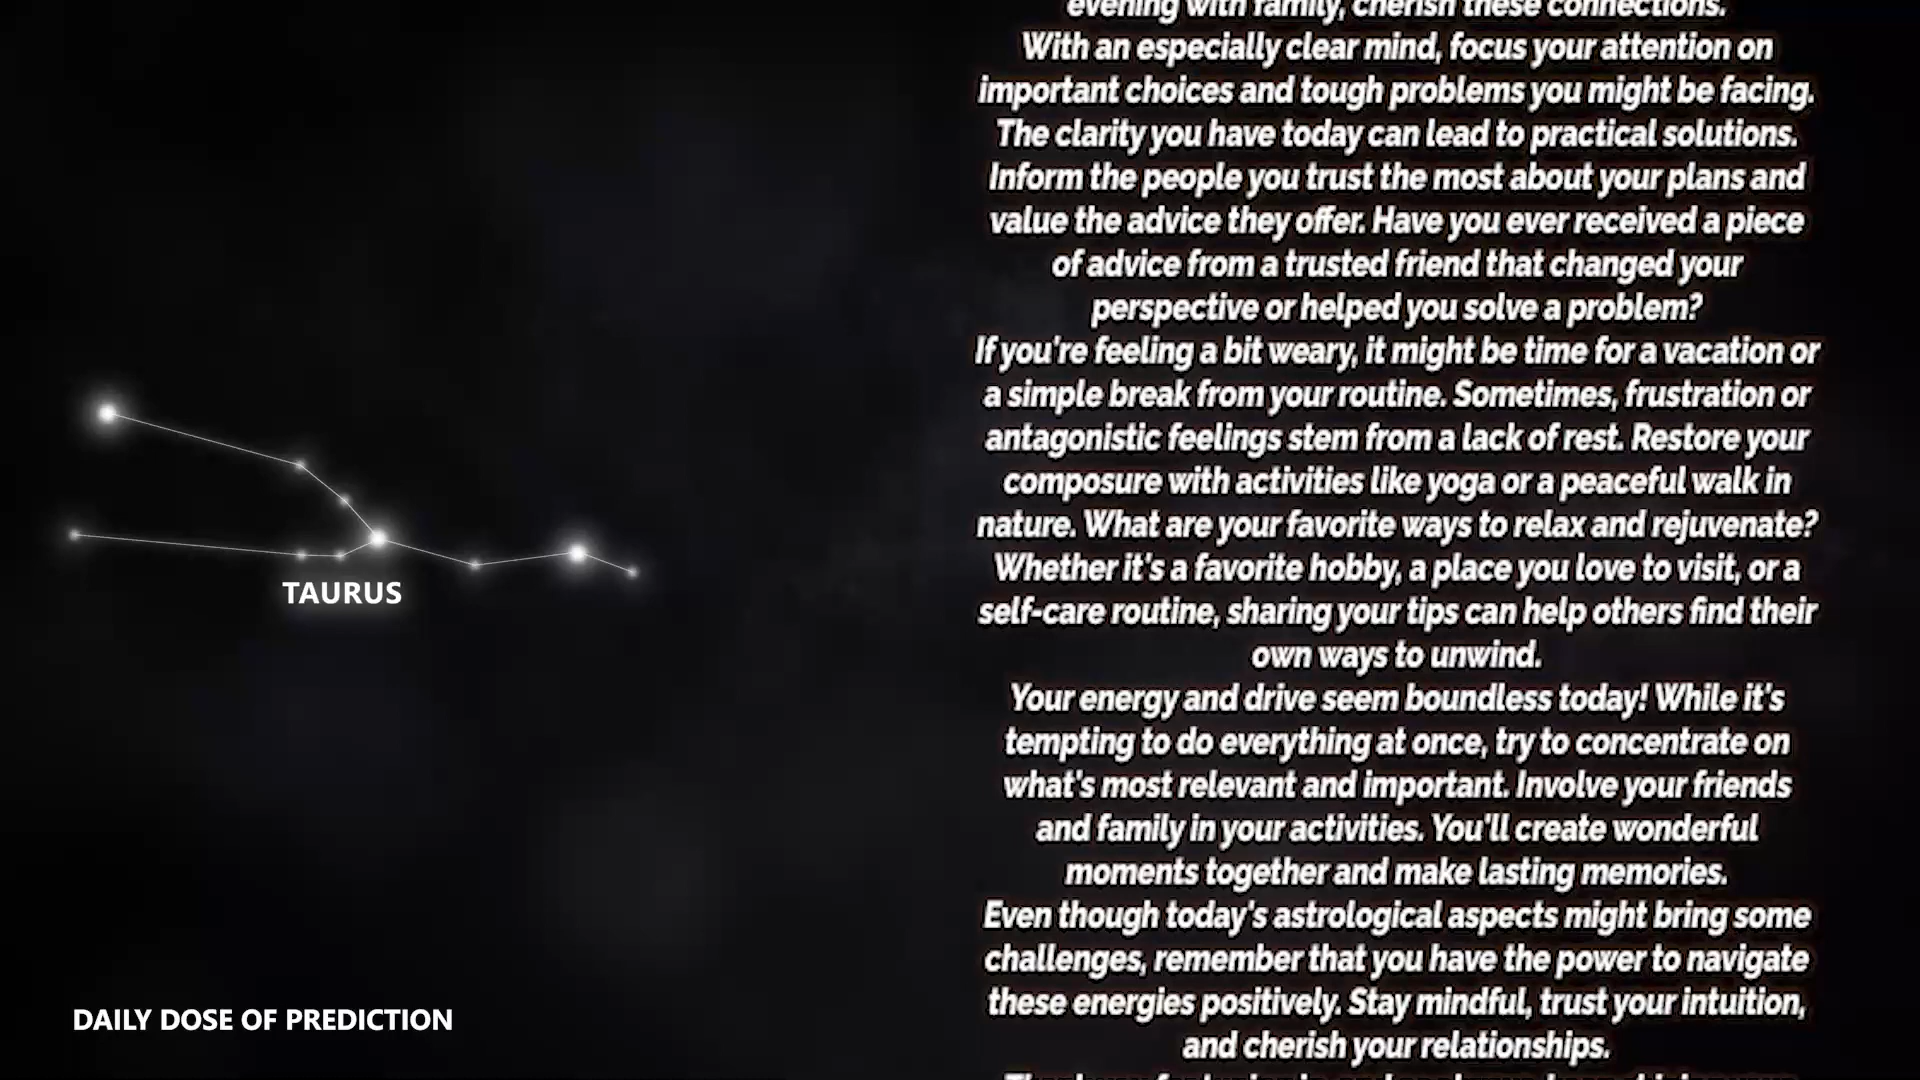 evening with family, cherish these connections.
With an especially clear mind, focus your attention on
important choices and tough problems you might be facing.
The clarity you have today can lead to practical solutions.
Inform the people you trust the most about your plans and
value the advice they offer. Have you ever received a piece
of advice from a trusted friend that changed your
perspective or helped you solve a problem?
If you're feeling a bit weary, it might be time for a vacation or
a simple break from your routine. Sometimes, frustration or
antagonistic feelings stem from a lack of rest. Restore your
composure with activities like yoga or a peaceful walk in
nature. What are your favorite ways to relax and rejuvenate?
Whether it's a favorite hobby, a place you love to visit, or a
self-care routine, sharing your tips can help others find their
own ways to unwind.
Your energy and drive seem boundless today! While it's
tempting to do everything at once, try to concentrate on
what's most relevant and important. Involve your friends
and family in your activities. You'll create wonderful
moments together and make lasting memories.
Even though today's astrological aspects might bring some
challenges, remember that you have the power to navigate
these energies positively. Stay mindful, trust your intuition,
and cherish your relationships.
TAURUS
DAILY DOSE OF PREDICTION